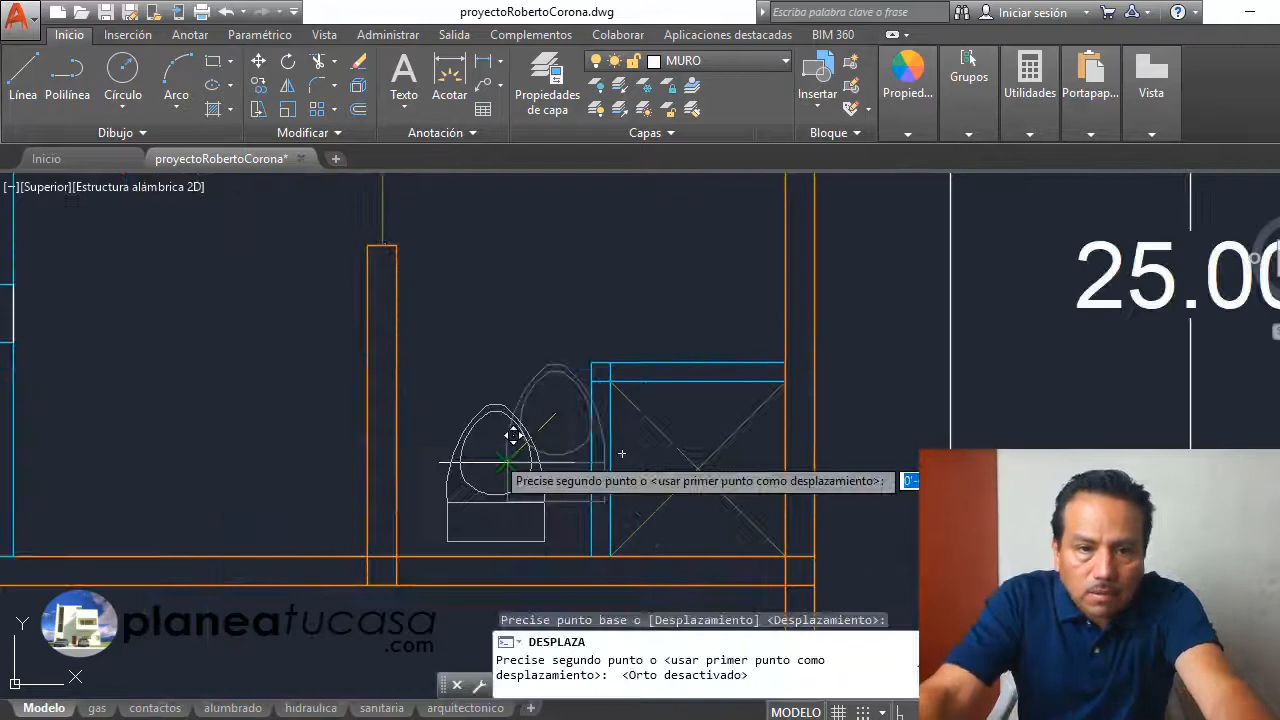 proyectoRobertoCorona.dwg
Escriba palabra clave o frase
Iniciar sesión
Inicio Inserción Anotar Paramétrico Vista Administrar Salida Complementos Colaborar Aplicaciones destacadas BIM 360
MURO
Línea Polilínea Círculo Arco Texto Acotar Propiedades de capa Insertar Propied... Grupos Utilidades Portapap... Vista
Dibujo Modificar Anotación Capas Bloque
Inicio proyectoRobertoCorona*
[−][Superior][Estructura alámbrica 2D]
25.00
Precise segundo punto o <usar primer punto como desplazamiento>:
planeatucasa
.com
Y
X
Precise punto base o [Desplazamiento] <Desplazamiento>:
DESPLAZA
Precise segundo punto o <usar primer punto como
desplazamiento>: <Orto desactivado>
Modelo gas contactos alumbrado hidraulica sanitaria arquitectonico
MODELO